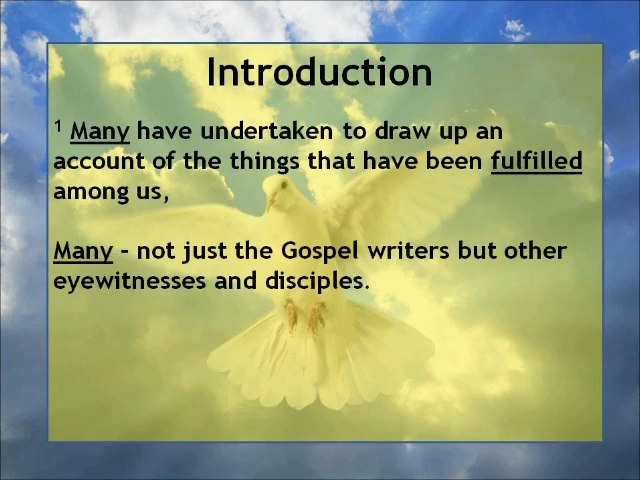 Introduction
1 Many have undertaken to draw up an
account of the things that have been fulfilled
among us,
Many - not just the Gospel writers but other
eyewitnesses and disciples.